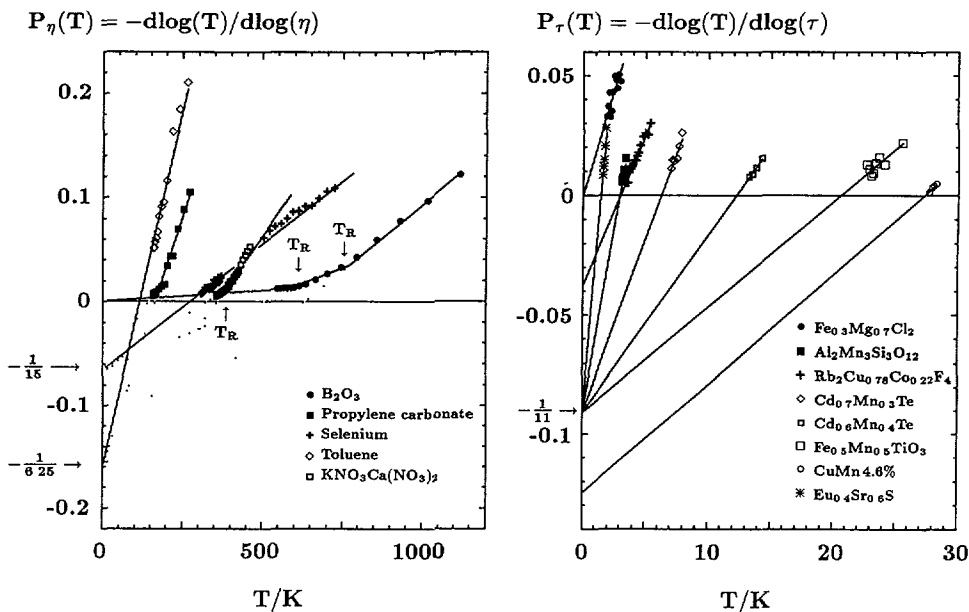 P_η(T) = −dlog(T)/dlog(η)
0.2
0.1
0
−1/15 →
-0.1
−1/6 25 →
-0.2
T_R
↓
T_R
↓
↑
T_R
● B₂O₃
■ Propylene carbonate
+ Selenium
◇ Toluene
□ KNO₃Ca(NO₃)₂
0
500
1000
T/K
P_τ(T) = −dlog(T)/dlog(τ)
0.05
0
-0.05
−1/11 →
-0.1
● Fe₀ ₃Mg₀ ₇Cl₂
■ Al₂Mn₃Si₃O₁₂
+ Rb₂Cu₀ ₇₈Co₀ ₂₂F₄
◇ Cd₀ ₇Mn₀ ₃Te
□ Cd₀ ₆Mn₀ ₄Te
□ Fe₀ ₅Mn₀ ₅TiO₃
○ CuMn 4.6%
✳ Eu₀ ₄Sr₀ ₆S
0
10
20
30
T/K